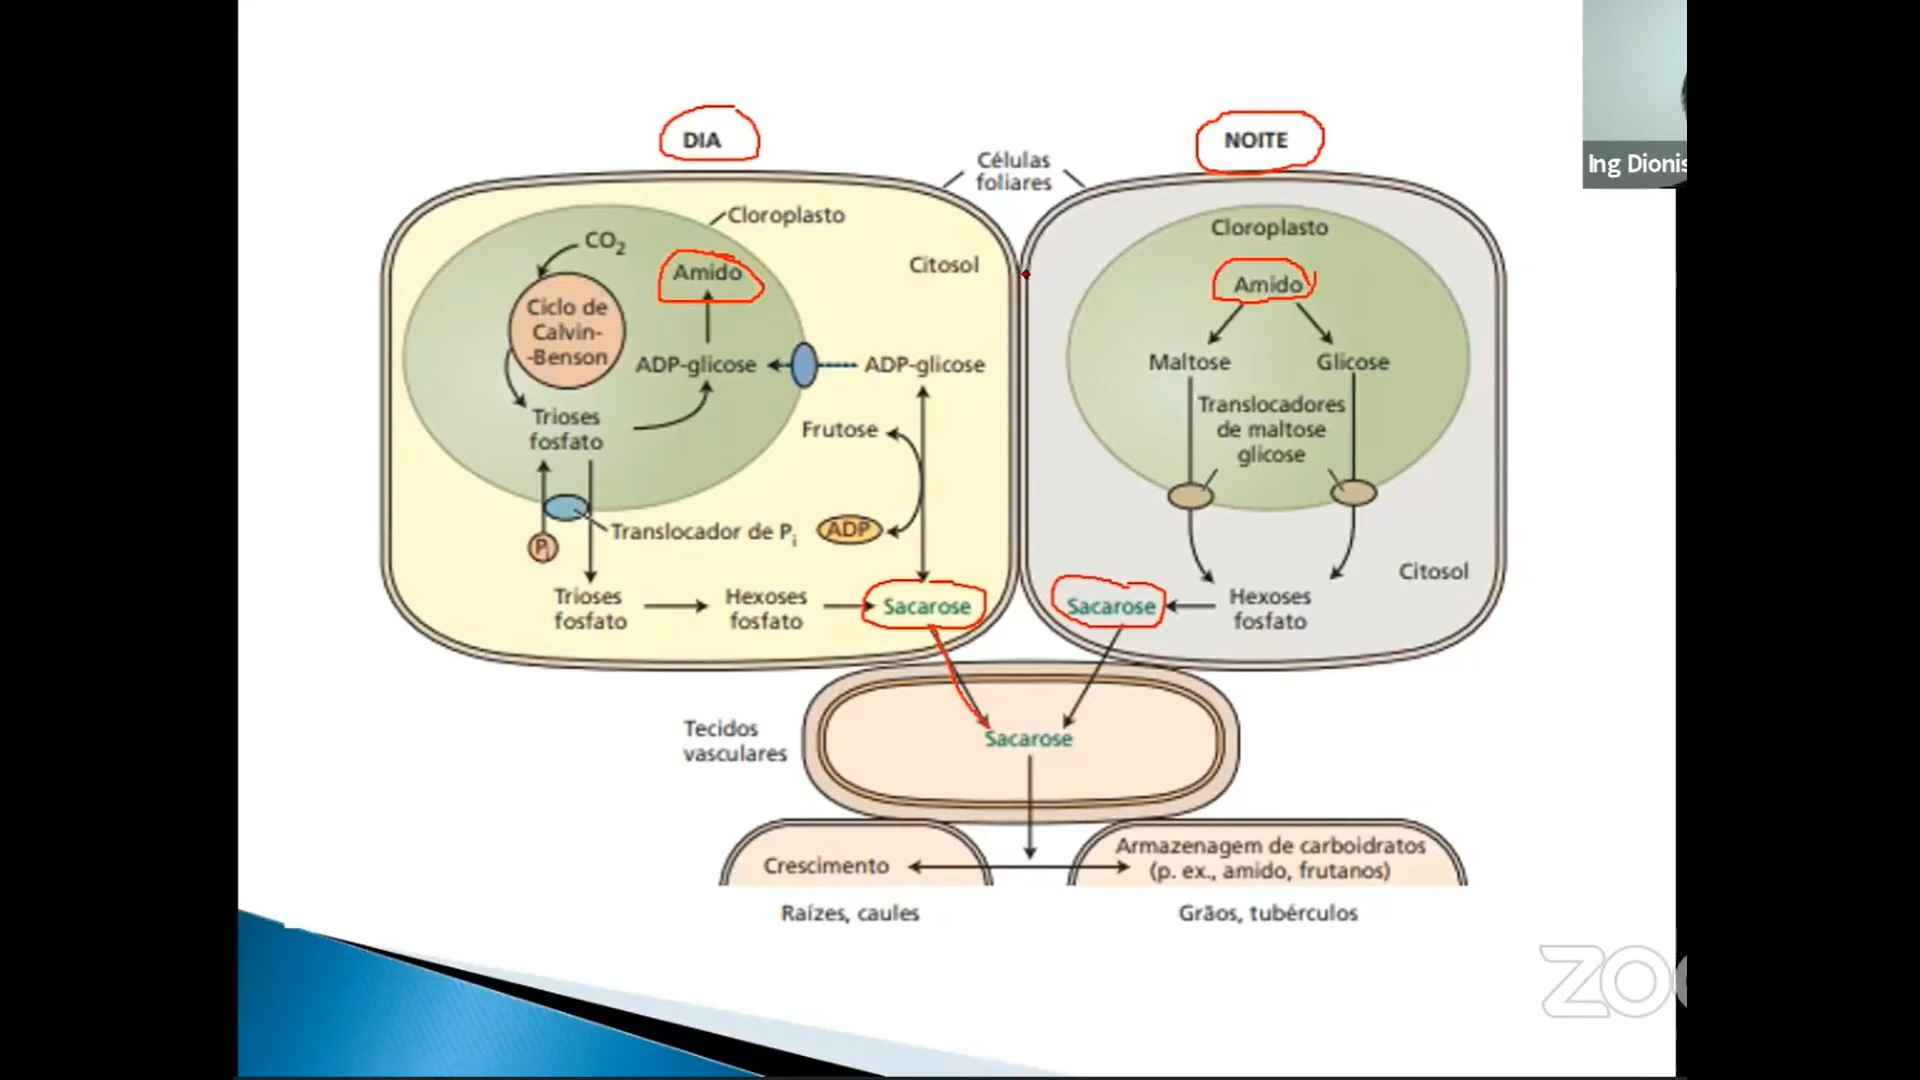 DIA
NOITE
Células
foliares
Ing Dionis
Cloroplasto
CO₂
Amido
Citosol
Ciclo de
Calvin-
-Benson
ADP-glicose
ADP-glicose
Trioses
fosfato
Frutose
Translocador de Pᵢ
ADP
Pᵢ
Trioses
fosfato
Hexoses
fosfato
Sacarose
Cloroplasto
Amido
Maltose
Glicose
Translocadores
de maltose
glicose
Citosol
Sacarose
Hexoses
fosfato
Tecidos
vasculares
Sacarose
Crescimento
Armazenagem de carboidratos
(p. ex., amido, frutanos)
Raízes, caules
Grãos, tubérculos
ZO